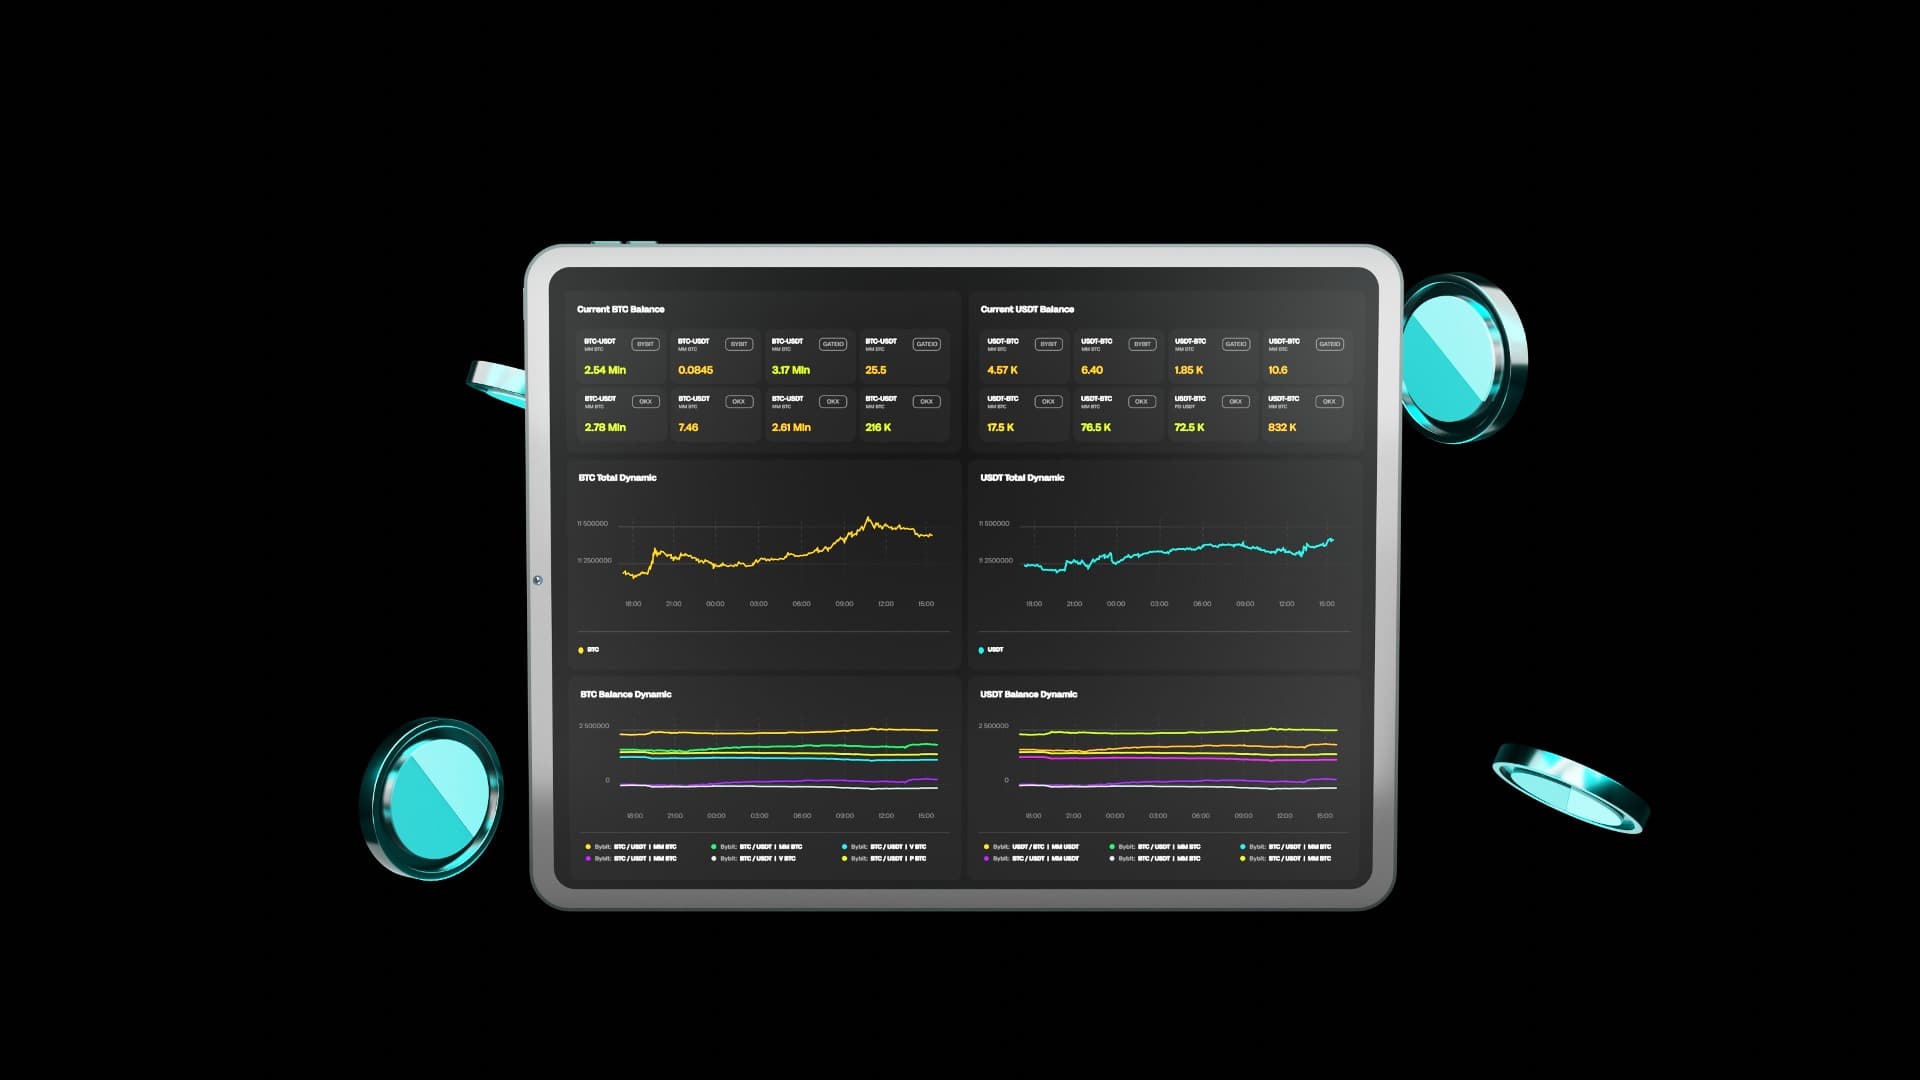 Current BTC Balance
BTC-USDT BYBIT BTC-USDT BYBIT BTC-USDT GATEIO BTC-USDT GATEIO
MM BTC MM BTC MM BTC MM BTC
2.54 Mln 0.0845 3.17 Mln 25.5
BTC-USDT OKX BTC-USDT OKX BTC-USDT OKX BTC-USDT OKX
MM BTC MM BTC MM BTC MM BTC
2.78 Mln 7.46 2.61 Mln 216 K
Current USDT Balance
USDT-BTC BYBIT USDT-BTC BYBIT USDT-BTC GATEIO USDT-BTC GATEIO
MM BTC MM BTC MM BTC MM BTC
4.57 K 6.40 1.85 K 10.6
USDT-BTC OKX USDT-BTC OKX USDT-BTC OKX USDT-BTC OKX
MM BTC MM BTC PD USDT MM BTC
17.5 K 76.5 K 72.5 K 832 K
BTC Total Dynamic
11 500000
11 2500000
18:00 21:00 00:00 03:00 06:00 09:00 12:00 15:00
BTC
USDT Total Dynamic
11 500000
11 2500000
18:00 21:00 00:00 03:00 06:00 09:00 12:00 15:00
USDT
BTC Balance Dynamic
2 500000
0
18:00 21:00 00:00 03:00 06:00 09:00 12:00 15:00
Bybit: BTC / USDT | MM BTC Bybit: BTC / USDT | MM BTC Bybit: BTC / USDT | V BTC
Bybit: BTC / USDT | MM BTC Bybit: BTC / USDT | V BTC Bybit: BTC / USDT | P BTC
USDT Balance Dynamic
2 500000
0
18:00 21:00 00:00 03:00 06:00 09:00 12:00 15:00
Bybit: USDT / BTC | MM USDT Bybit: BTC / USDT | MM BTC Bybit: BTC / USDT | MM BTC
Bybit: BTC / USDT | MM USDT Bybit: BTC / USDT | MM BTC Bybit: BTC / USDT | MM BTC